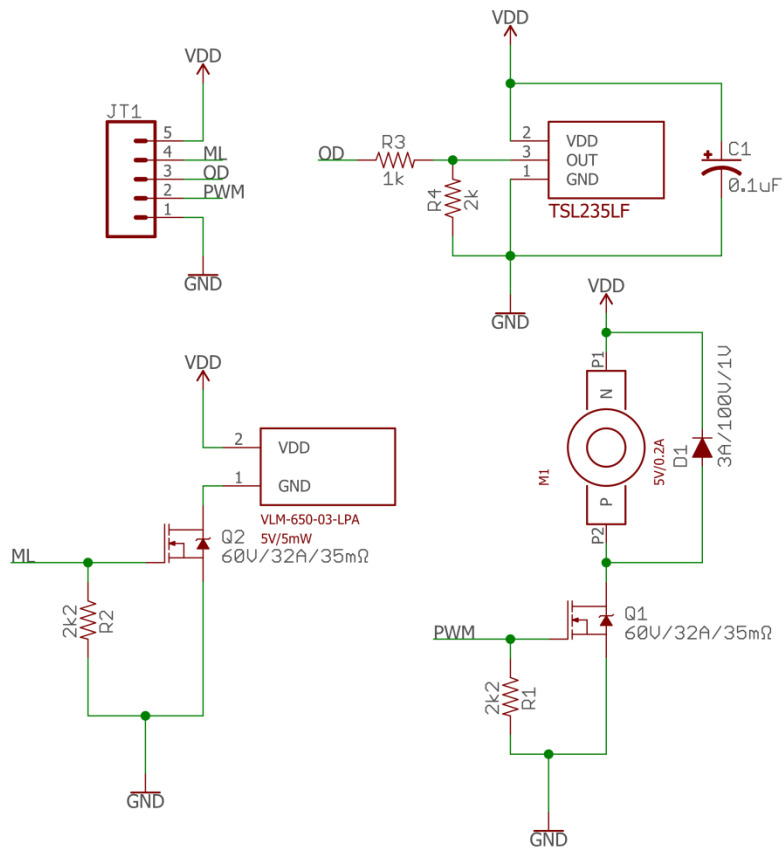 VDD
JT1
5
4 ML
3 OD
2 PWM
1
GND
VDD
OD
R3
1k
R4
2k
2 VDD
3 OUT
1 GND
TSL235LF
C1
+
0.1uF
GND
VDD
2 VDD
1 GND
VLM-650-03-LPA
5V/5mW
Q2
60V/32A/35mΩ
ML
2k2
R2
GND
VDD
P1
N
M1
5V/0.2A
P
P2
D1
3A/100V/1V
Q1
60V/32A/35mΩ
PWM
2k2
R1
GND